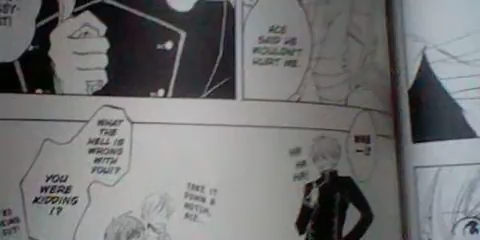 ACE
SAID HE
WOULDN'T
HURT ME.
WHAT
THE
HELL IS
WRONG
WITH
YOU!?
YOU
WERE
KIDDING
!?
TAKE IT
DOWN A
NOTCH,
HA
HA
HA!